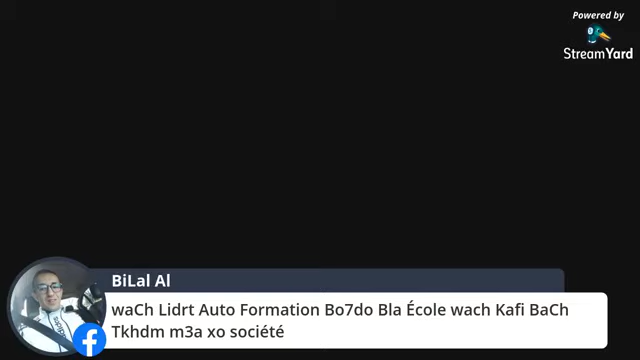 Powered by
StreamYard
BiLal Al
waCh Lidrt Auto Formation Bo7do Bla École wach Kafi BaCh
Tkhdm m3a xo société